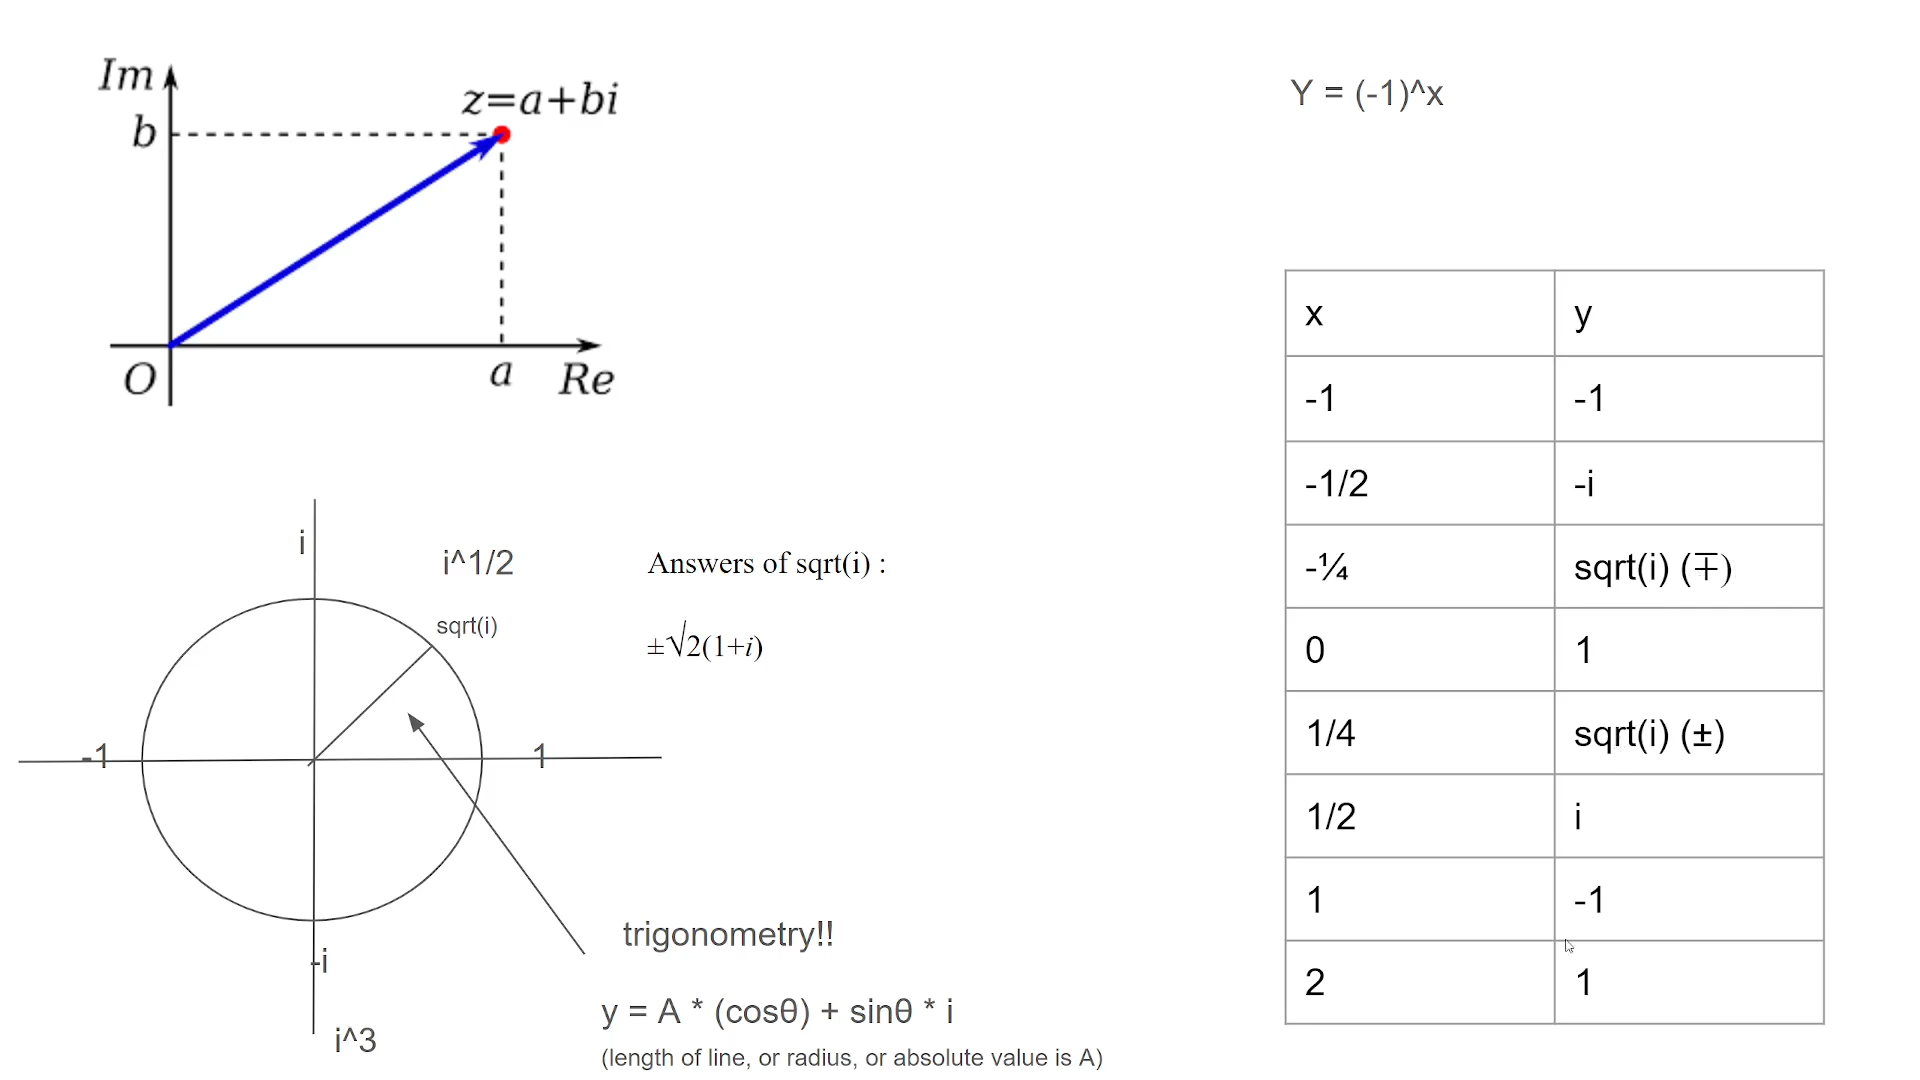 Im
z=a+bi
b
O
a
Re
Y = (-1)^x
i
i^1/2
sqrt(i)
-1
1
-i
i^3
Answers of sqrt(i) :
±√2(1+i)
trigonometry!!
y = A * (cosθ) + sinθ * i
(length of line, or radius, or absolute value is A)
x y
-1 -1
-1/2 -i
-¼ sqrt(i) (∓)
0 1
1/4 sqrt(i) (±)
1/2 i
1 -1
2 1